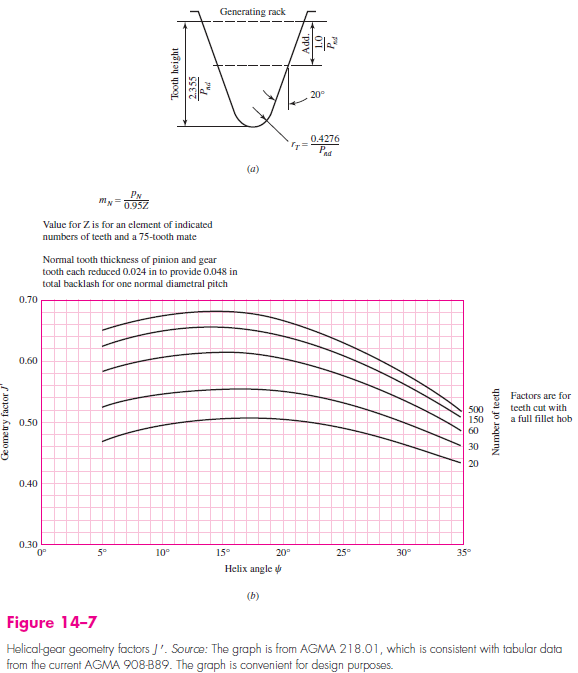 Generating rack
Tooth height
2.355
Pnd
Add.
1.0
Pnd
20°
rT = 0.4276
Pnd
(a)
mN = PN
0.95Z
Value for Z is for an element of indicated
numbers of teeth and a 75-tooth mate
Normal tooth thickness of pinion and gear
tooth each reduced 0.024 in to provide 0.048 in
total backlash for one normal diametral pitch
0.70
0.60
0.50
0.40
0.30
Geometry factor J'
0°
5°
10°
15°
20°
25°
30°
35°
Helix angle ψ
500
150
60
30
20
Number of teeth
Factors are for
teeth cut with
a full fillet hob
(b)
Figure 14–7
Helical-gear geometry factors J'. Source: The graph is from AGMA 218.01, which is consistent with tabular data
from the current AGMA 908-B89. The graph is convenient for design purposes.